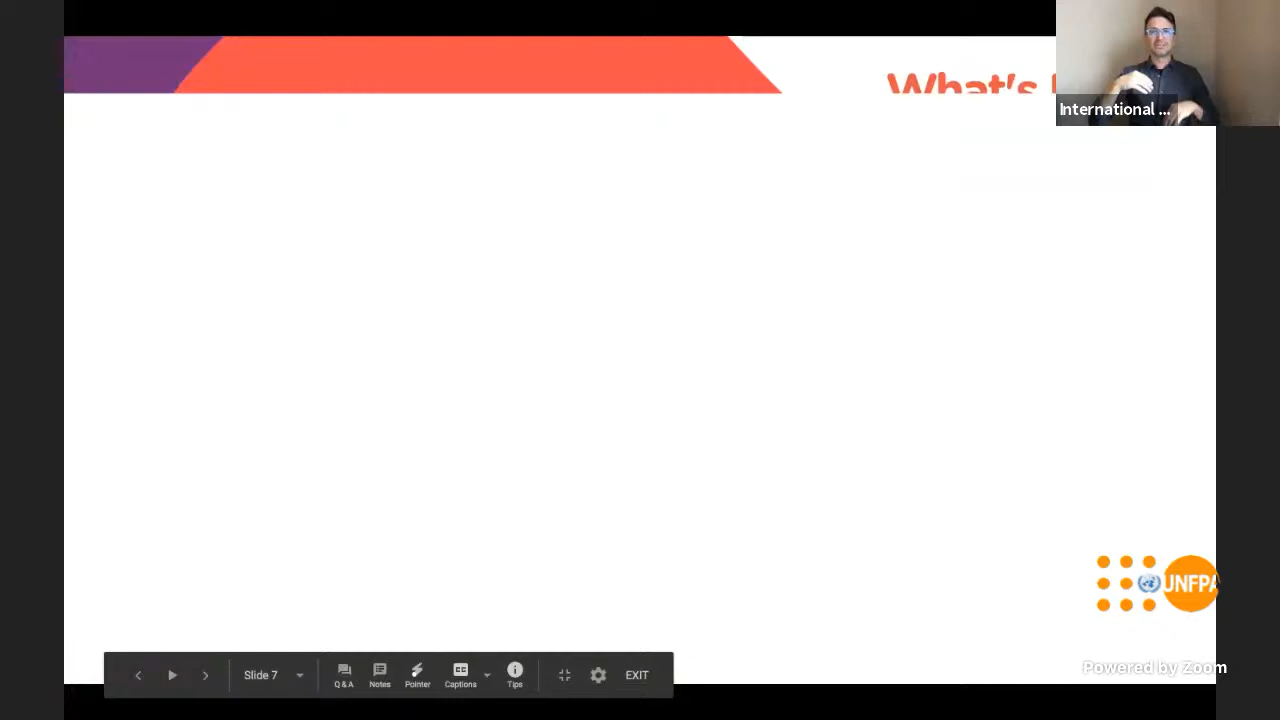 What's
International ...
UNFPA
Powered by Zoom
Slide 7
Q & A
Notes
Pointer
Captions
Tips
EXIT